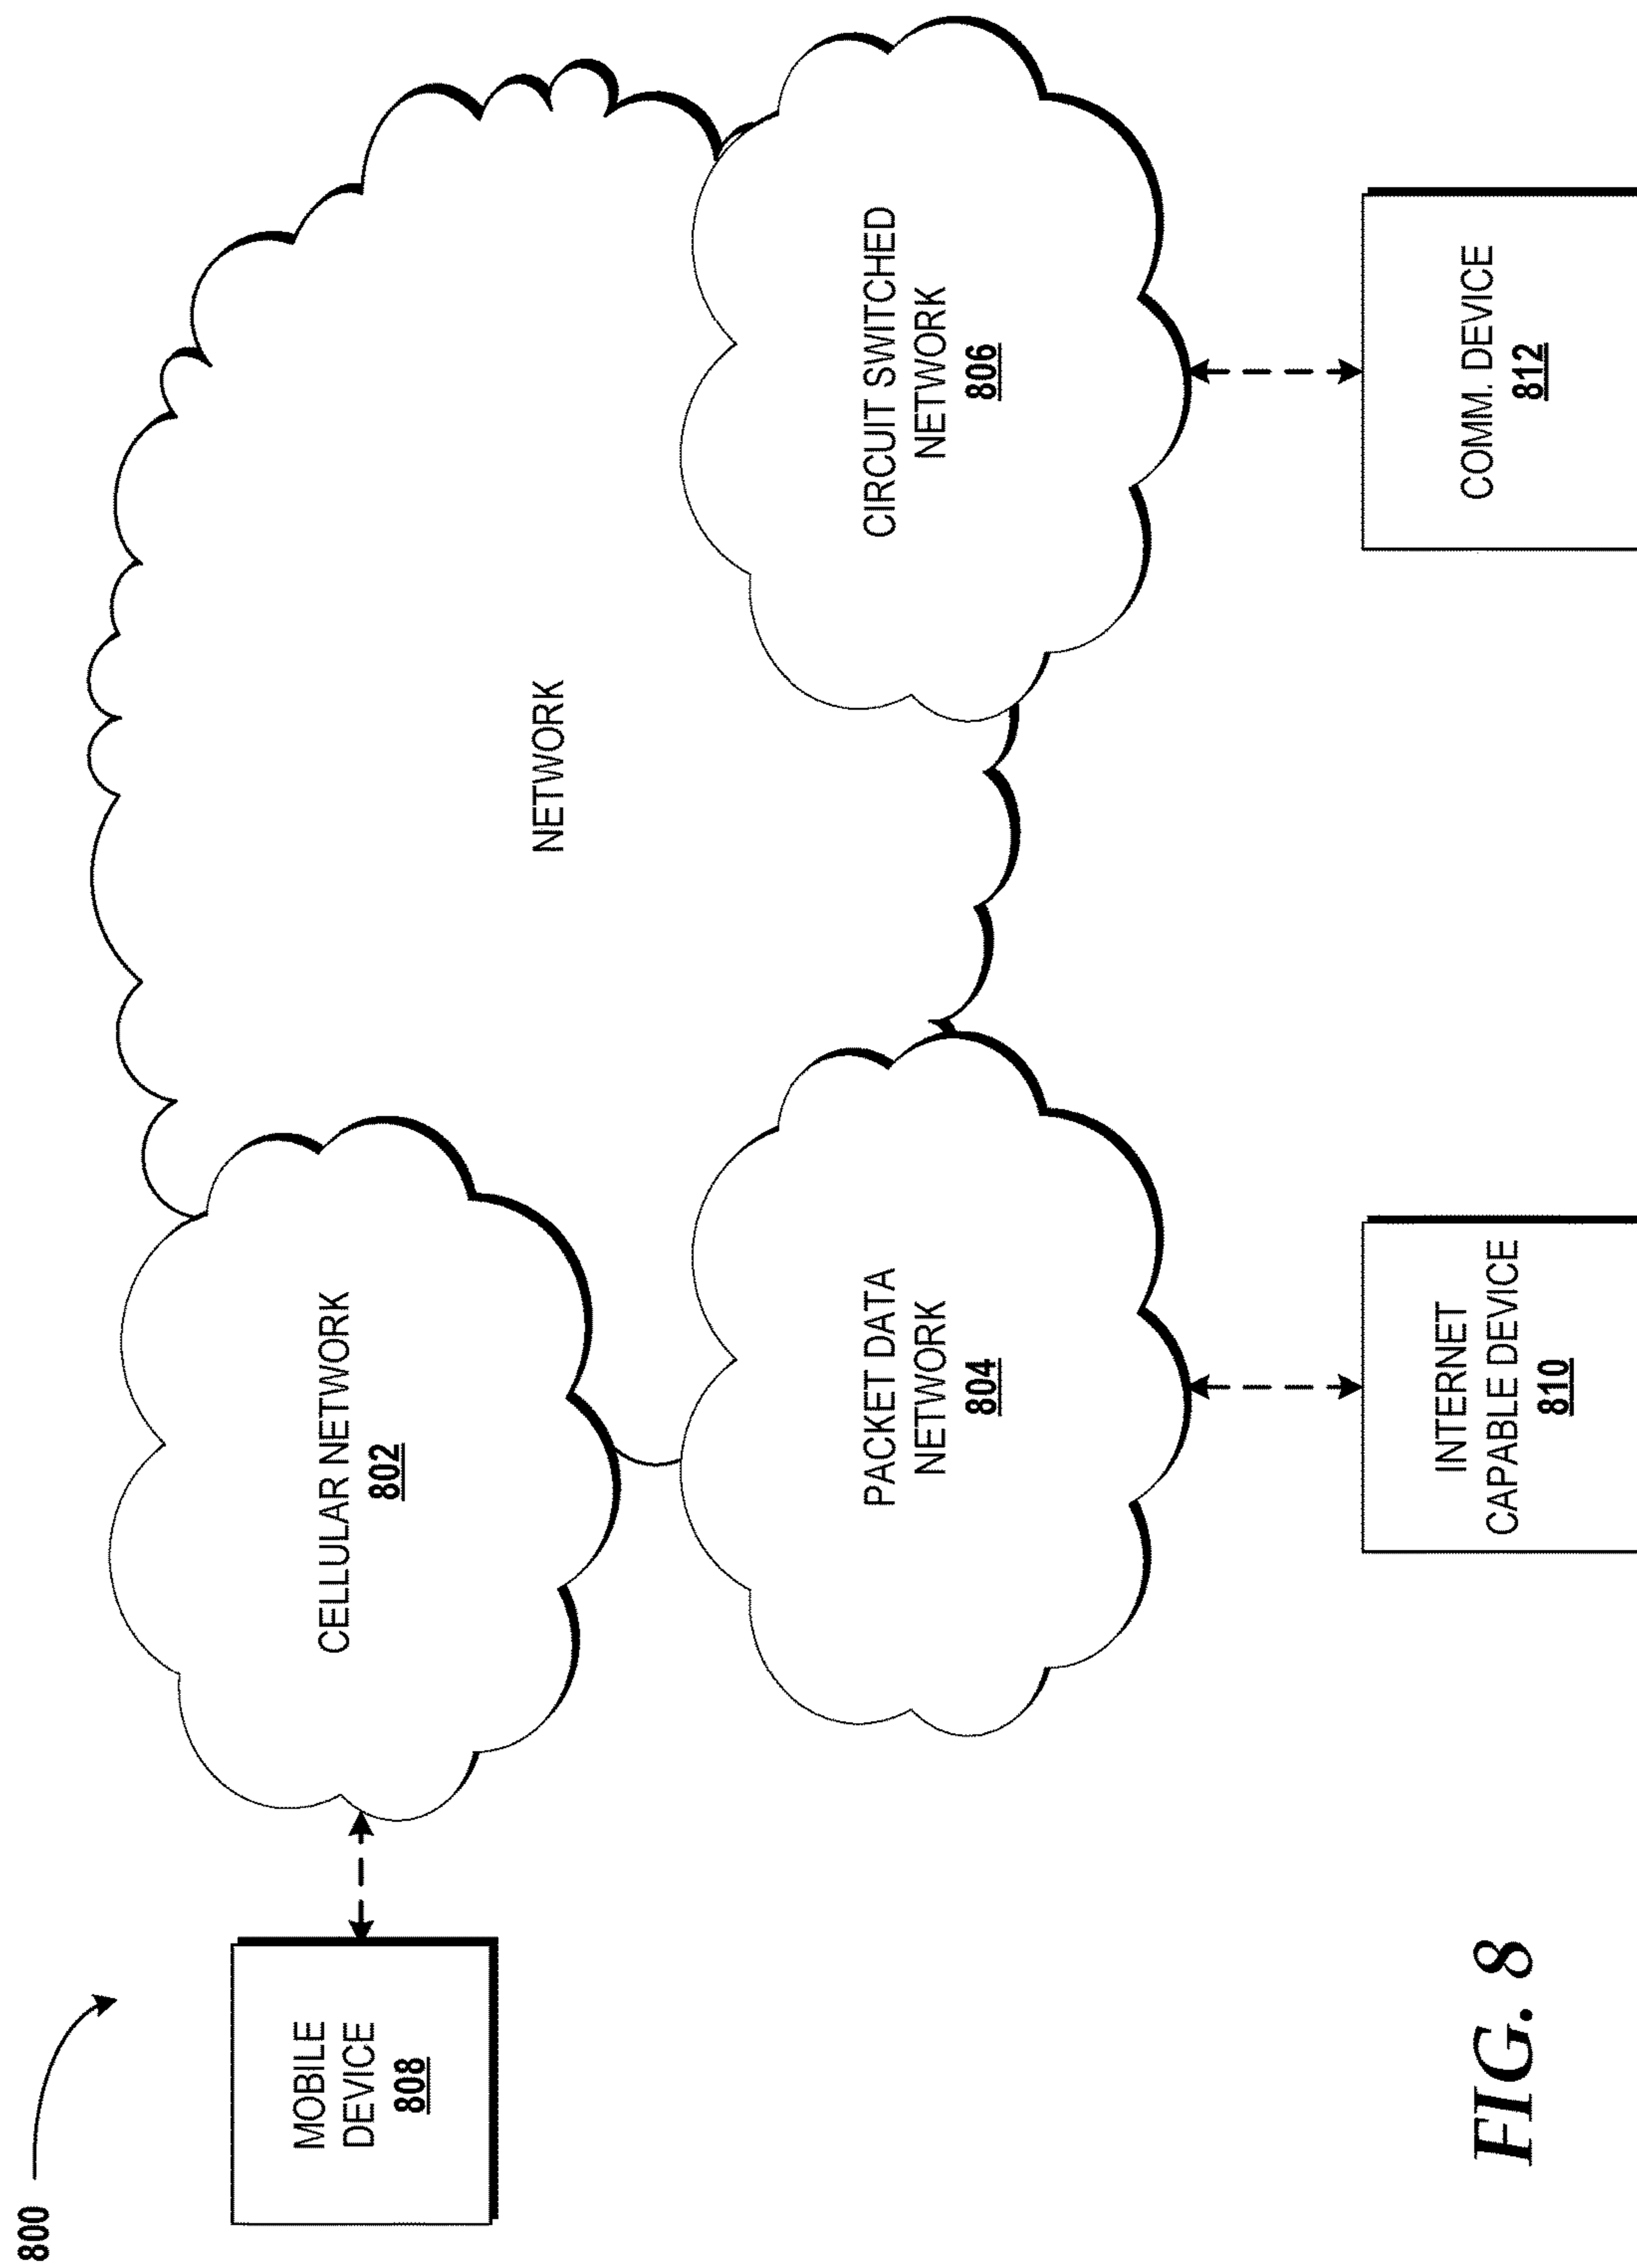 800
MOBILE
DEVICE
808
CELLULAR NETWORK
802
NETWORK
PACKET DATA
NETWORK
804
CIRCUIT SWITCHED
NETWORK
806
INTERNET
CAPABLE DEVICE
810
COMM. DEVICE
812
FIG. 8